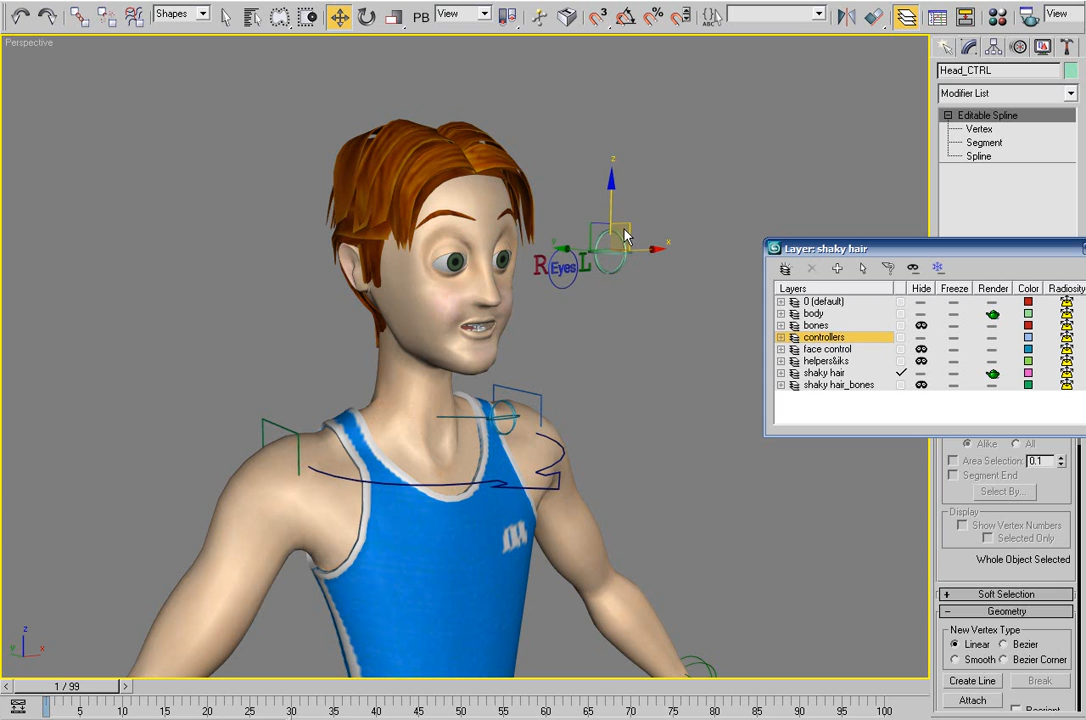 Shapes
PB
View
View
Perspective
Head_CTRL
Modifier List
Editable Spline
Vertex
Segment
Spline
z
x
y
R Eyes L
Layer: shaky hair
Layers Hide Freeze Render Color Radiosity
0 (default)
body
bones
controllers
face control
helpers&iks
shaky hair
shaky hair_bones
Alike All
Area Selection: 0.1
Segment End
Select By...
Display
Show Vertex Numbers
Selected Only
Whole Object Selected
+ Soft Selection
− Geometry
New Vertex Type
Linear Bezier
Smooth Bezier Corner
Create Line Break
Attach
z
y x
< 1 / 99 >
5 10 15 20 25 30 35 40 45 50 55 60 65 70 75 80 85 90 95 100